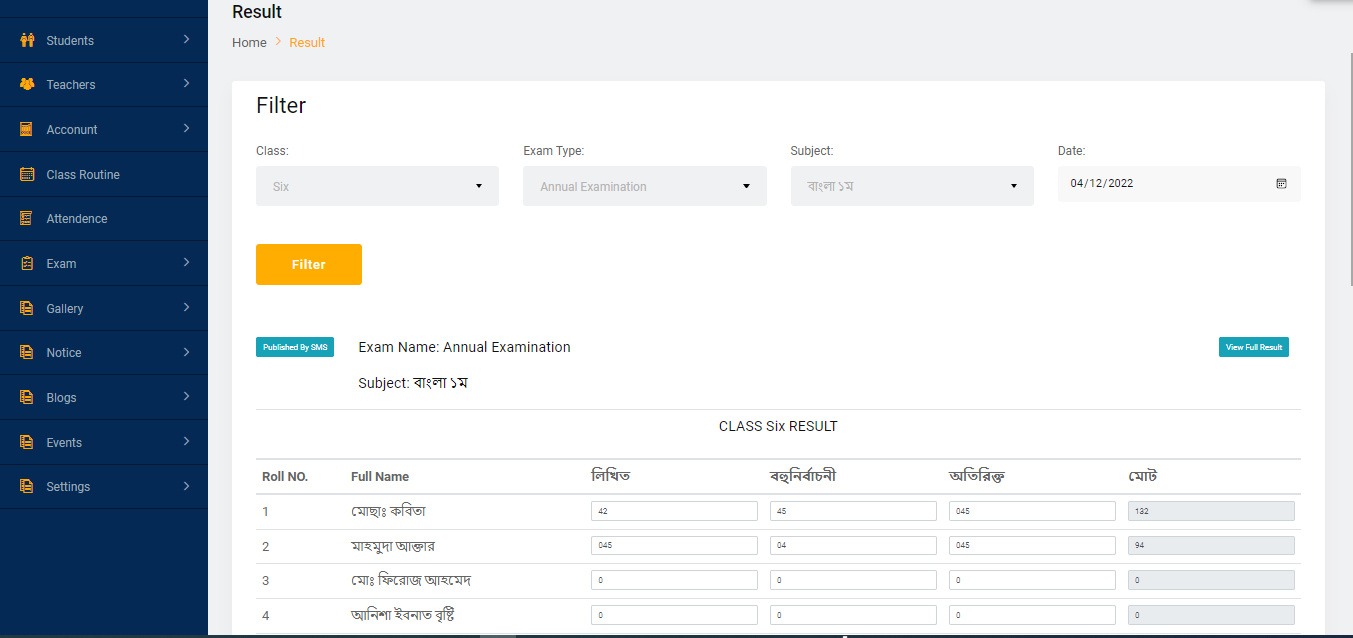 Result
Home > Result
Students
Teachers
Acconunt
Class Routine
Attendence
Exam
Gallery
Notice
Blogs
Events
Settings
Filter
Class: Exam Type: Subject: Date:
Six Annual Examination বাংলা ১ম 04/12/2022
Filter
Published By SMS Exam Name: Annual Examination View Full Result
Subject: বাংলা ১ম
CLASS Six RESULT
Roll NO. Full Name লিখিত বহুনির্বাচনী অতিরিক্ত মোট
1 মোছাঃ কবিতা 42 45 045 132
2 মাহমুদা আক্তার 045 04 045 94
3 মোঃ ফিরোজ আহমেদ 0 0 0 0
4 আনিশা ইবনাত বৃষ্টি 0 0 0 0